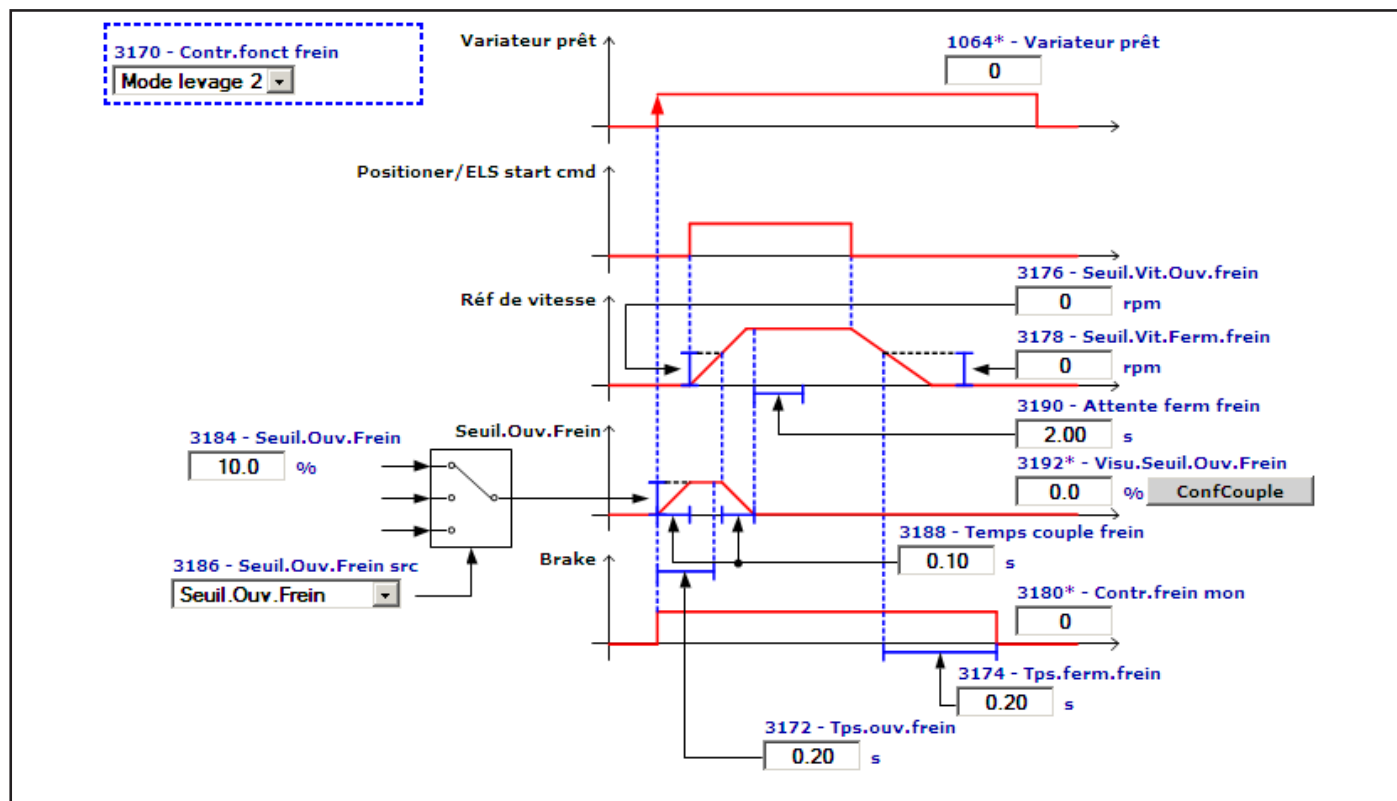 3170 - Contr.fonct frein
Mode levage 2
Variateur prêt
1064* - Variateur prêt
0
Positioner/ELS start cmd
3176 - Seuil.Vit.Ouv.frein
0 rpm
Réf de vitesse
3178 - Seuil.Vit.Ferm.frein
0 rpm
3190 - Attente ferm frein
2.00 s
3184 - Seuil.Ouv.Frein
10.0 %
Seuil.Ouv.Frein
3192* - Visu.Seuil.Ouv.Frein
0.0 % ConfCouple
3188 - Temps couple frein
0.10 s
3186 - Seuil.Ouv.Frein src
Seuil.Ouv.Frein
Brake
3180* - Contr.frein mon
0
3174 - Tps.ferm.frein
0.20 s
3172 - Tps.ouv.frein
0.20 s